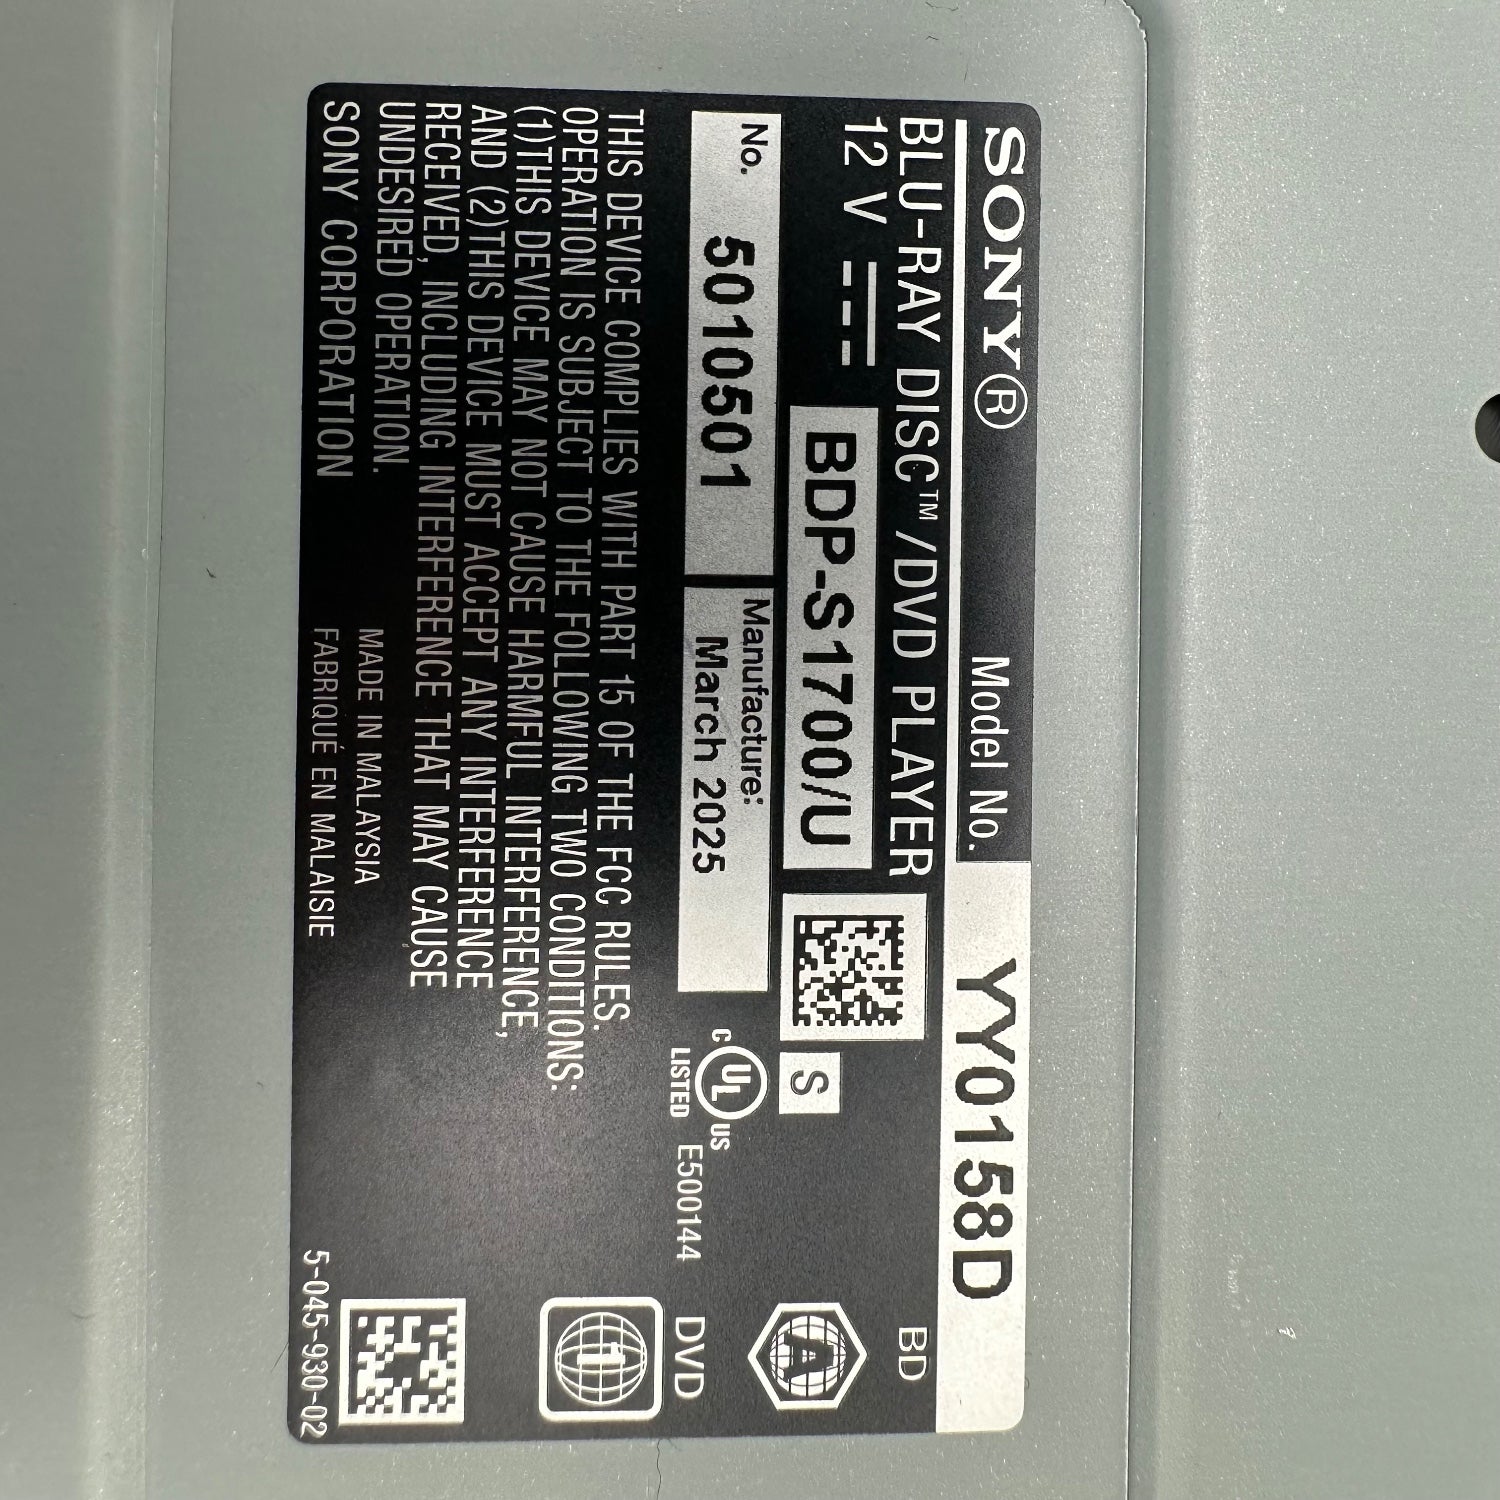 SONY® Model No. YY0158D
BLU-RAY DISC™/DVD PLAYER
12 V
BDP-S1700/U
S
BD
A
No. 5010501
Manufacture:
March 2025
C UL US
LISTED E500144
DVD
1
THIS DEVICE COMPLIES WITH PART 15 OF THE FCC RULES.
OPERATION IS SUBJECT TO THE FOLLOWING TWO CONDITIONS:
(1)THIS DEVICE MAY NOT CAUSE HARMFUL INTERFERENCE,
AND (2)THIS DEVICE MUST ACCEPT ANY INTERFERENCE
RECEIVED, INCLUDING INTERFERENCE THAT MAY CAUSE
UNDESIRED OPERATION.
SONY CORPORATION
MADE IN MALAYSIA
FABRIQUÉ EN MALAISIE
5-045-930-02